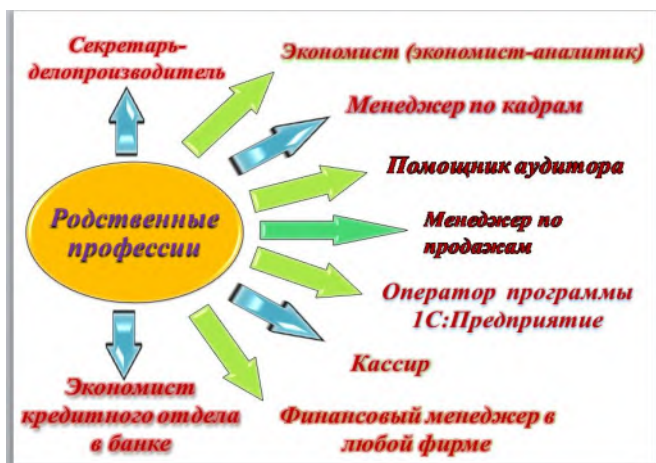 Секретарь-
делопроизводитель
Экономист (экономист-аналитик)
Менеджер по кадрам
Помощник аудитора
Родственные
профессии
Менеджер по
продажам
Оператор программы
1С:Предприятие
Кассир
Экономист
кредитного отдела
в банке
Финансовый менеджер в
любой фирме